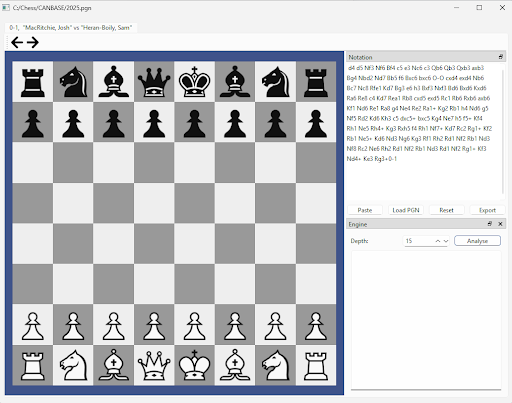 C:/Chess/CANBASE/2025.pgn
0-1, "MacRitchie, Josh" vs "Heran-Boily, Sam"
Notation
d4 d5 Nf3 Nf6 Bf4 c5 e3 Nc6 c3 Qb6 Qb3 Qxb3 axb3
Bg4 Nbd2 Nd7 Bb5 f6 Bxc6 bxc6 O-O cxd4 exd4 Nb6
Bc7 Nc8 Rfe1 Kd7 Bg3 e6 h3 Bxf3 Nxf3 Bd6 Bxd6 Kxd6
Ra6 Re8 c4 Kd7 Rea1 Rb8 cxd5 exd5 Rc1 Rb6 Rxb6 axb6
Kf1 Nd6 Re1 Ra8 g4 Ne4 Re2 Ra1+ Kg2 Rb1 h4 Nd6 g5
Nf5 Rd2 Kd6 Kh3 c5 dxc5+ bxc5 Kg4 Ne7 h5 f5+ Kf4
Rh1 Ne5 Rh4+ Kg3 Rxh5 f4 Rh1 Nf7+ Kd7 Rc2 Rg1+ Kf2
Rb1 Ne5+ Kd6 Nd3 Ng6 Kg3 Rf1 Rh2 Rd1 Nf2 Rb1 Nd3
Nf8 Rc2 Ne6 Rh2 Rd1 Nf2 Rb1 Nd3 Rd1 Nf2 Rg1+ Kf3
Nd4+ Ke3 Rg3+0-1
Paste Load PGN Reset Export
Engine
Depth: 15 Analyse